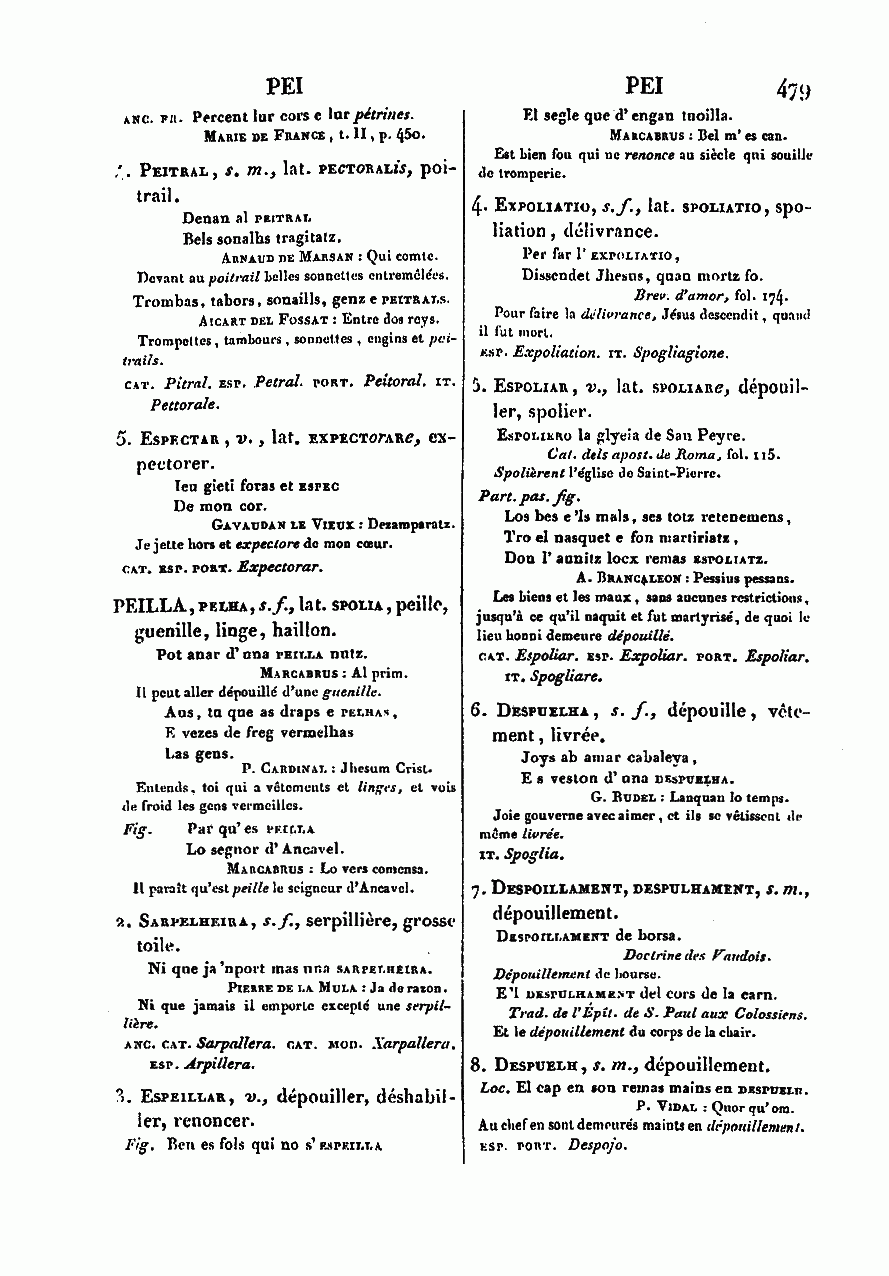 PEI
PEI
479
ANC. FR. Percent lur cors e lur pétrines.
MARIE DE FRANCE, t. II, p. 450.
4. PEITRAL, s. m., lat. PECTORALis, poi-
trail.
Denan al PEITRAL
Bels sonalhs tragitatz.
ARNAUD DE MARSAN : Qui comte.
Devant au poitrail belles sonnettes entremêlées.
Trombas, tabors, sonaills, genz e PEITRALS.
AICART DEL FOSSAT : Entre dos reys.
Trompettes, tambours, sonnettes, engins et poi-
trails.
CAT. Pitral. ESP. Petral. PORT. Peitoral. IT.
Pettorale.
5. ESPECTAR, v., lat. EXPECTorARe, ex-
pectorer.
Ieu gieti foras et ESPEC
De mon cor.
GAVAUDAN LE VIEUX : Dezamparatz.
Je jette hors et expectore de mon cœur.
CAT. ESP. PORT. Expectorar.
PEILLA, PELHA, s. f., lat. SPOLIA, peille,
guenille, linge, haillon.
Pot anar d'una PEILLA nutz.
MARCABRUS : Al prim.
Il peut aller dépouillé d'une guenille.
Aus, tu que as draps e PELHAS,
E vezes de freg vermelhas
Las gens.
P. CARDINAL : Jhesum Crist.
Entends, toi qui a vêtements et linges, et vois
de froid les gens vermeilles.
Fig. Par qu'es PEILLA
Lo segnor d'Ancavel.
MARCABRUS : Lo vers comensa.
Il paraît qu'est peille le seigneur d'Ancavel.
2. SARPELHEIRA, s. f., serpillière, grosse
toile.
Ni que ja 'nport mas una SARPELHEIRA.
PIERRE DE LA MULA : Ja de razon.
Ni que jamais il emporte excepté une serpil-
lière.
ANC. CAT. Sarpallera. CAT. MOD. Xarpallera.
ESP. Arpillera.
3. ESPEILLAR, v., dépouiller, déshabil-
ler, renoncer.
Fig. Ben es fols qui no s'ESPEILLA
El segle que d'engan tuoilla.
MARCABRUS : Bel m'es can.
Est bien fou qui ne renonce au siècle qui souille
de tromperie.
4. EXPOLIATIO, s. f., lat. SPOLIATIO, spo-
liation, délivrance.
Per far l'EXPOLIATIO,
Dissendet Jhesus, quan mortz fo.
Brev. d'amor, fol. 174.
Pour faire la délivrance, Jésus descendit, quand
il fut mort.
ESP. Expoliation. IT. Spogliagione.
5. ESPOLIAR, v., lat. SPOLIARe, dépouil-
ler, spolier.
ESPOLIERO la glyeia de San Peyre.
Cat. dels apost. de Roma, fol. 115.
Spolièrent l'église de Saint-Pierre.
Part. pas. fig.
Los bes e 'ls mals, ses totz retenemens,
Tro el nasquet e fon martiriatz,
Don l'aunitz locx remas ESPOLIATZ.
A. BRANCALEON : Pessius pessans.
Les biens et les maux, sans aucunes restrictions,
jusqu'à ce qu'il naquit et fut martyrisé, de quoi le
lieu honni demeure dépouillé.
CAT. Espoliar. ESP. Expoliar. PORT. Espoliar.
IT. Spogliare.
6. DESPUELHA, s. f., dépouille, vête-
ment, livrée.
Joys ab amar cabaleya,
E s veston d'una DESPUELHA.
G. RUDEL : Lanquan lo temps.
Joie gouverne avec aimer, et ils se vêtissent de
même livrée.
IT. Spoglia.
7. DESPOILLAMENT, DESPULHAMENT, s. m.,
dépouillement.
DESPOILLAMENT de borsa.
Doctrine des Vaudois.
Dépouillement de bourse.
E 'l DESPULHAMENT del cors de la carn.
Trad. de l'Épît. de S. Paul aux Colossiens.
Et le dépouillement du corps de la chair.
8. DESPUELH, s. m., dépouillement.
Loc. El cap en son remas mains en DESPUELH.
P. VIDAL : Quor qu'om.
Au chef en sont demeurés maints en dépouillement.
ESP. PORT. Despojo.